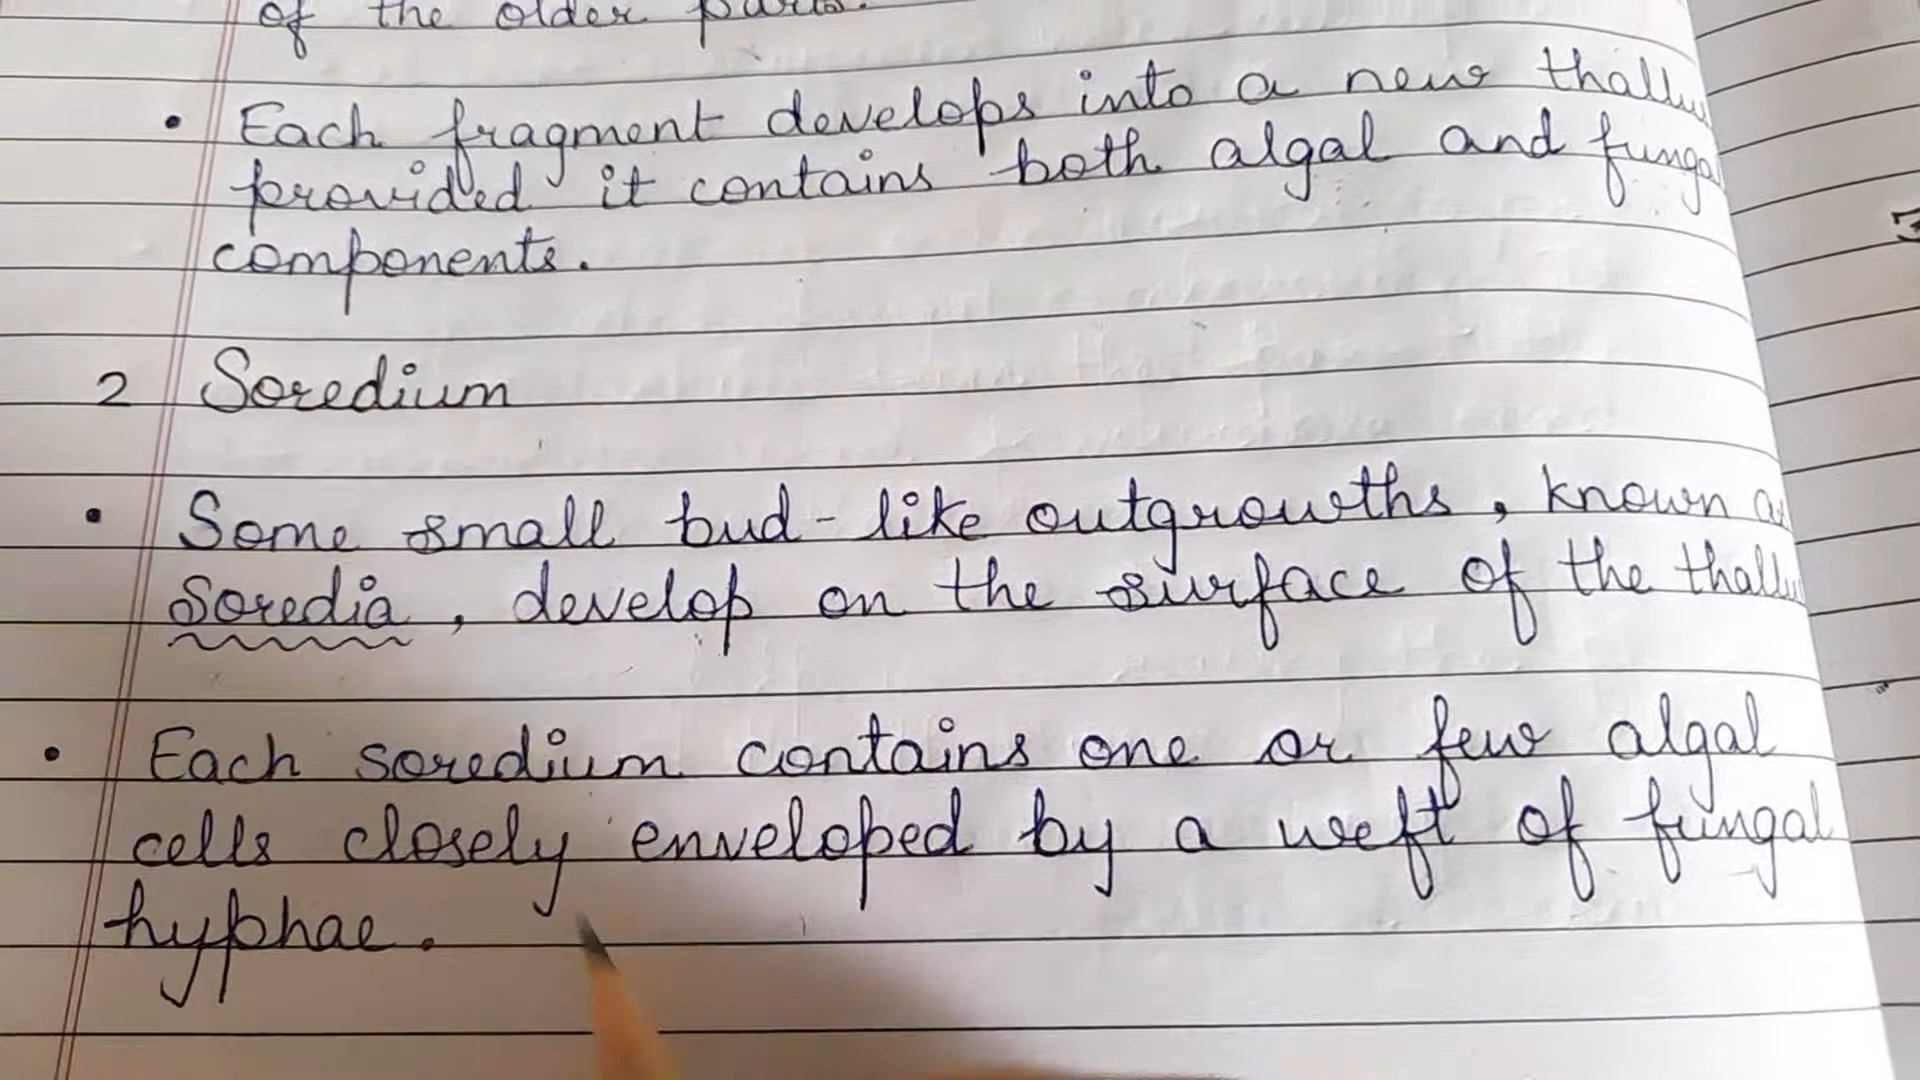 of the older parts.
• Each fragment develops into a new thallus
provided it contains both algal and fungal
components.
2 Soredium
• Some small bud-like outgrowths, known as
Soredia, develop on the surface of the thallus
• Each soredium contains one or few algal
cells closely enveloped by a weft of fungal
hyphae.